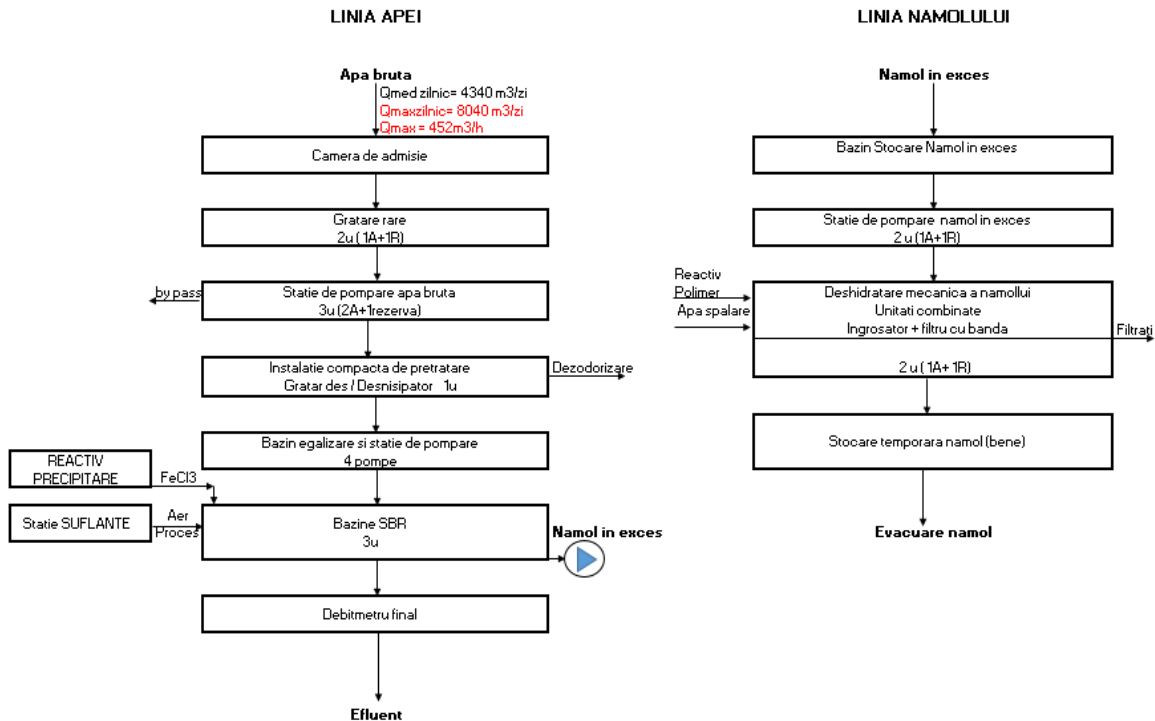 LINIA APEI
Apa bruta
Qmed zilnic= 4340 m3/zi
Qmaxzilnic= 8040 m3/zi
Qmax = 452m3/h
Camera de admisie
Gratare rare
2u ( 1A+1R)
by pass
Statie de pompare apa bruta
3u (2A+1rezerva)
Instalatie compacta de pretratare
Gratar des / Desnisipator 1u
Dezodorizare
Bazin egalizare si statie de pompare
4 pompe
REACTIV
PRECIPITARE
FeCl3
Statie SUFLANTE
Aer
Proces
Bazine SBR
3u
Namol in exces
Debitmetru final
Efluent
LINIA NAMOLULUI
Namol in exces
Bazin Stocare Namol in exces
Statie de pompare namol in exces
2 u (1A+1R)
Reactiv
Polimer
Apa spalare
Deshidratare mecanica a namollui
Unitati combinate
Ingrosator + filtru cu banda
2 u ( 1A+ 1R)
Filtrati
Stocare temporara namol (bene)
Evacuare namol